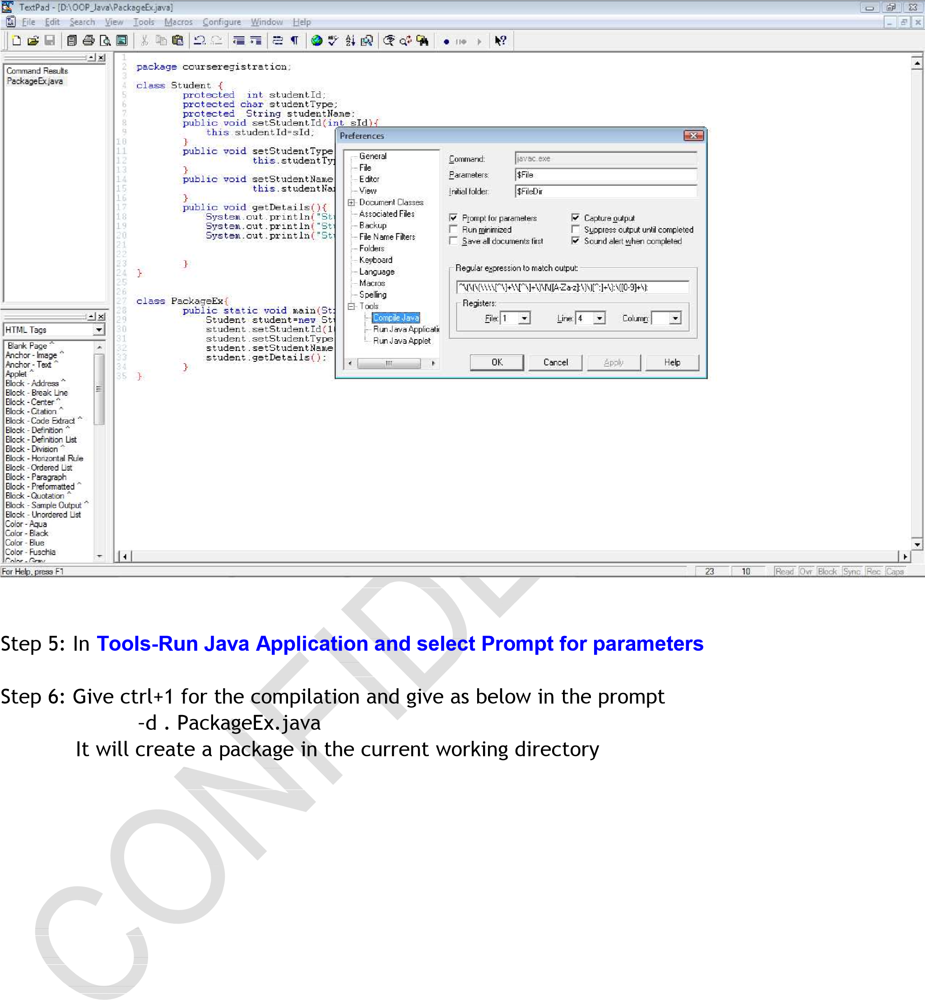 TextPad - [D:\OOP_Java\PackageEx.java]
File Edit Search View Tools Macros Configure Window Help
Command Results
PackageEx.java
1
2 package courseregistration;
3
4 class Student {
5 protected int studentId;
6 protected char studentType;
7 protected String studentName;
8 public void setStudentId(int sId){
9 this.studentId=sId;
10 }
11 public void setStudentType
12 this.studentTy
13 }
14 public void setStudentName
15 this.studentNa
16 }
17 public void getDetails(){
18 System.out.println("St
19 System.out.println("St
20 System.out.println("St
21
22
23 }
24 }
25
26
27 class PackageEx{
28 public static void main(St
29 Student student=new St
30 student.setStudentId(1
31 student.setStudentType
32 student.setStudentName
33 student.getDetails();
34 }
35 }
Preferences
General
File
Editor
View
Document Classes
Associated Files
Backup
File Name Filters
Folders
Keyboard
Language
Macros
Spelling
Tools
Compile Java
Run Java Applicati
Run Java Applet
Command: javac.exe
Parameters: $File
Initial folder: $FileDir
Prompt for parameters Capture output
Run minimized Suppress output until completed
Save all documents first Sound alert when completed
Regular expression to match output:
Registers:
File: 1 Line: 4 Column:
OK Cancel Apply Help
HTML Tags
Blank Page ^
Anchor - Image ^
Anchor - Text ^
Applet ^
Block - Address ^
Block - Break Line
Block - Center ^
Block - Citation ^
Block - Code Extract ^
Block - Definition ^
Block - Definition List
Block - Division ^
Block - Horizontal Rule
Block - Ordered List
Block - Paragraph
Block - Preformatted ^
Block - Quotation ^
Block - Sample Output ^
Block - Unordered List
Color - Aqua
Color - Black
Color - Blue
Color - Fuschia
Color - Gray
For Help, press F1 23 10 Read Ovr Block Sync Rec Caps
Step 5: In Tools-Run Java Application and select Prompt for parameters
Step 6: Give ctrl+1 for the compilation and give as below in the prompt
-d . PackageEx.java
It will create a package in the current working directory
CONFIDE